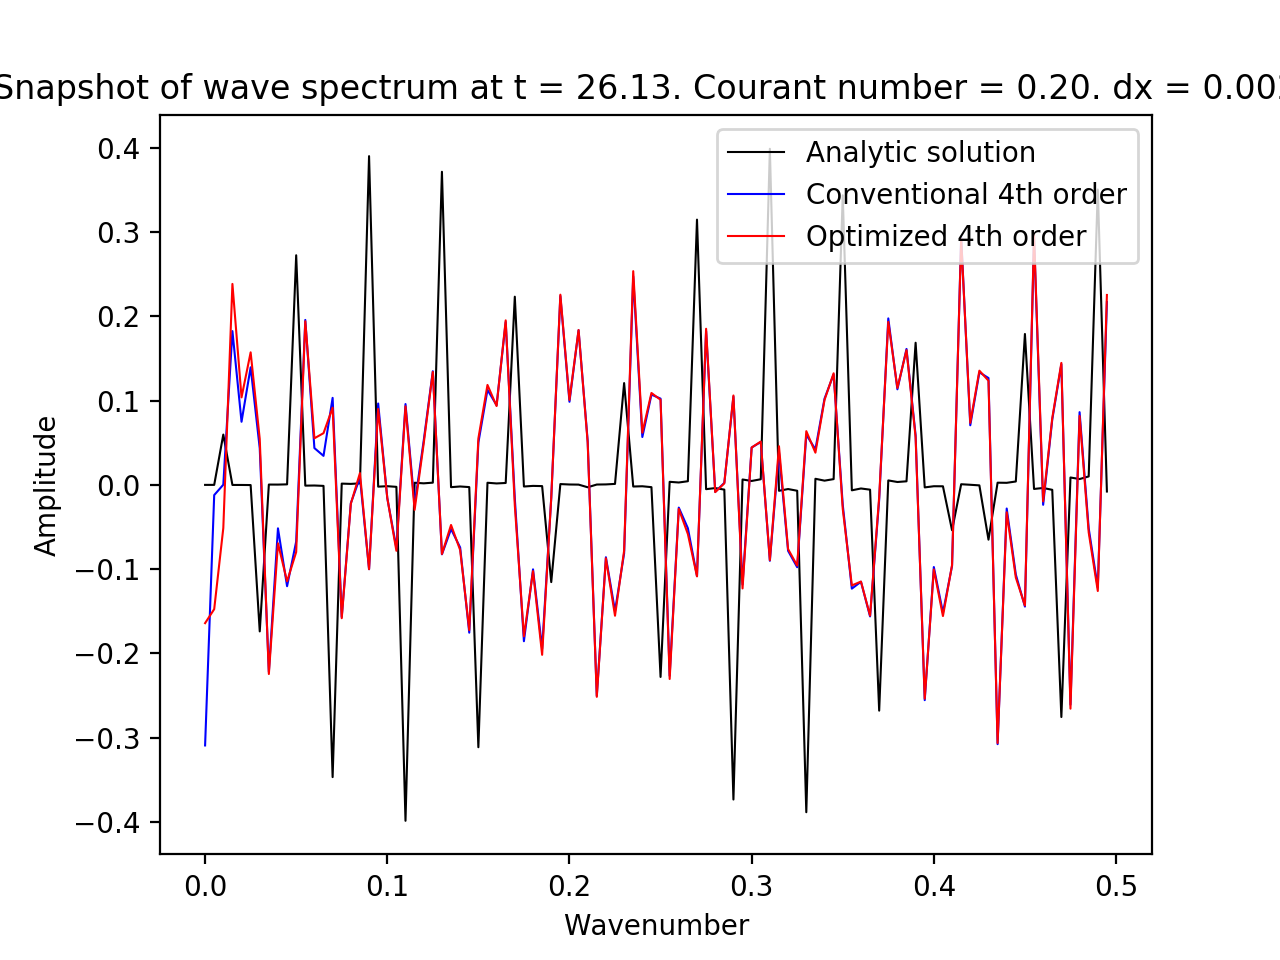 Snapshot of wave spectrum at t = 26.13. Courant number = 0.20. dx =
Analytic solution
Conventional 4th order
Optimized 4th order
0.4
0.3
0.2
0.1
0.0
−0.1
−0.2
−0.3
−0.4
Amplitude
0.0 0.1 0.2 0.3 0.4 0.5
Wavenumber